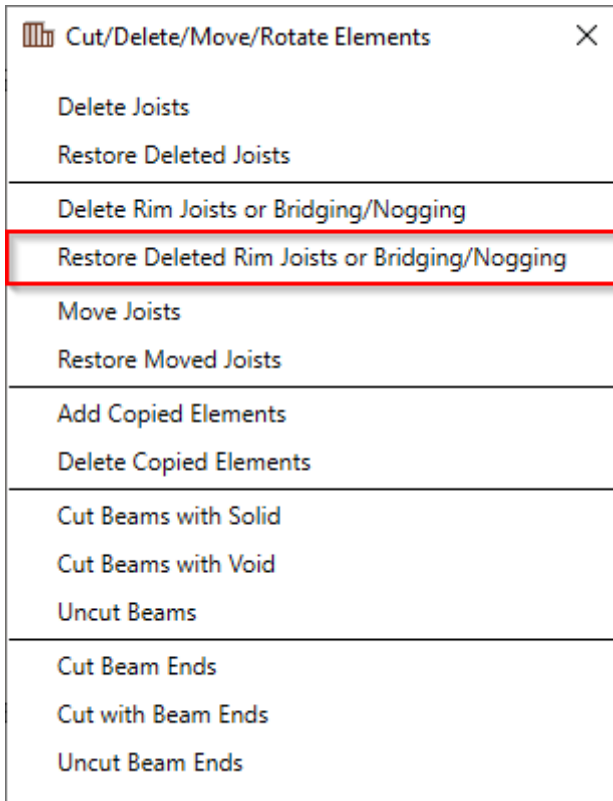 Cut/Delete/Move/Rotate Elements
Delete Joists
Restore Deleted Joists
Delete Rim Joists or Bridging/Nogging
Restore Deleted Rim Joists or Bridging/Nogging
Move Joists
Restore Moved Joists
Add Copied Elements
Delete Copied Elements
Cut Beams with Solid
Cut Beams with Void
Uncut Beams
Cut Beam Ends
Cut with Beam Ends
Uncut Beam Ends